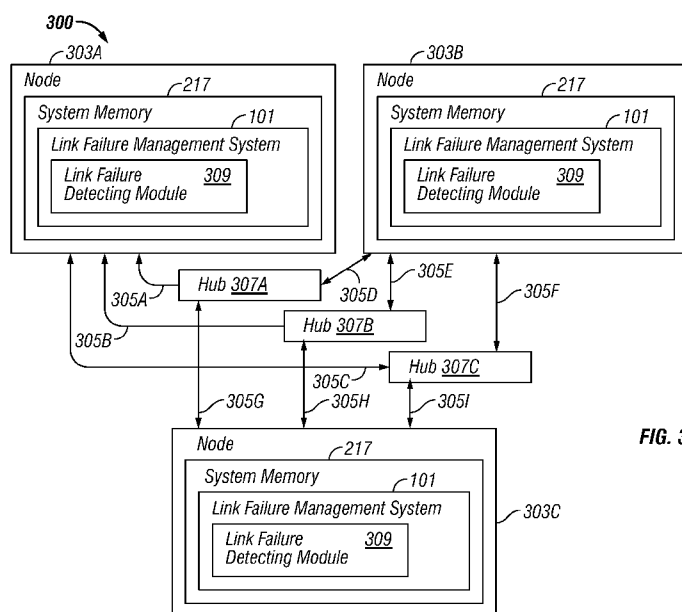 300
303A
303B
Node
217
System Memory
101
Link Failure Management System
Link Failure
Detecting Module
309
Node
217
System Memory
101
Link Failure Management System
Link Failure
Detecting Module
309
Hub 307A
305A
305D
305E
305F
Hub 307B
305B
Hub 307C
305C
305G
305H
305I
FIG. 3
Node
217
System Memory
101
Link Failure Management System
Link Failure
Detecting Module
309
303C